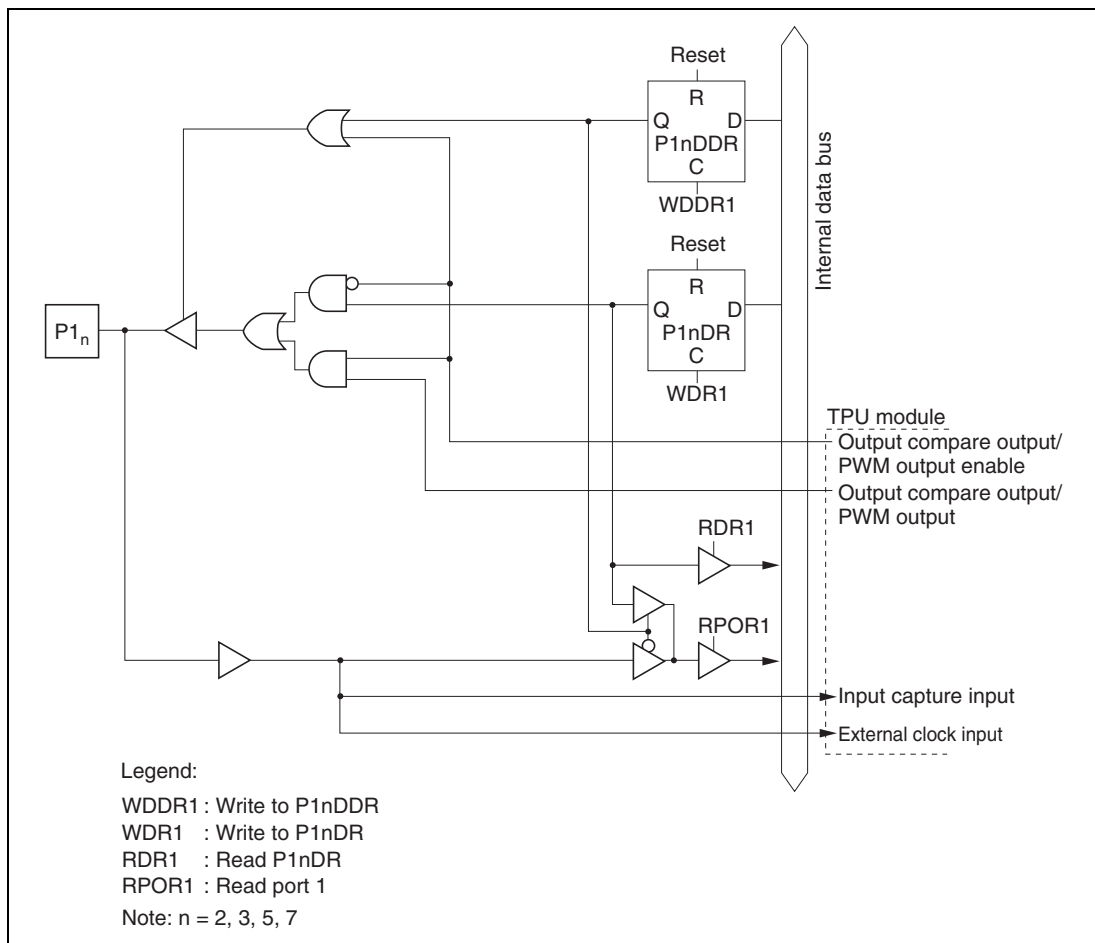 Reset
R
Q D
P1nDDR
C
WDDR1
Reset
R
Q D
P1nDR
C
WDR1
Internal data bus
P1n
TPU module
Output compare output/
PWM output enable
Output compare output/
PWM output
RDR1
RPOR1
Input capture input
External clock input
Legend:
WDDR1 : Write to P1nDDR
WDR1 : Write to P1nDR
RDR1 : Read P1nDR
RPOR1 : Read port 1
Note: n = 2, 3, 5, 7